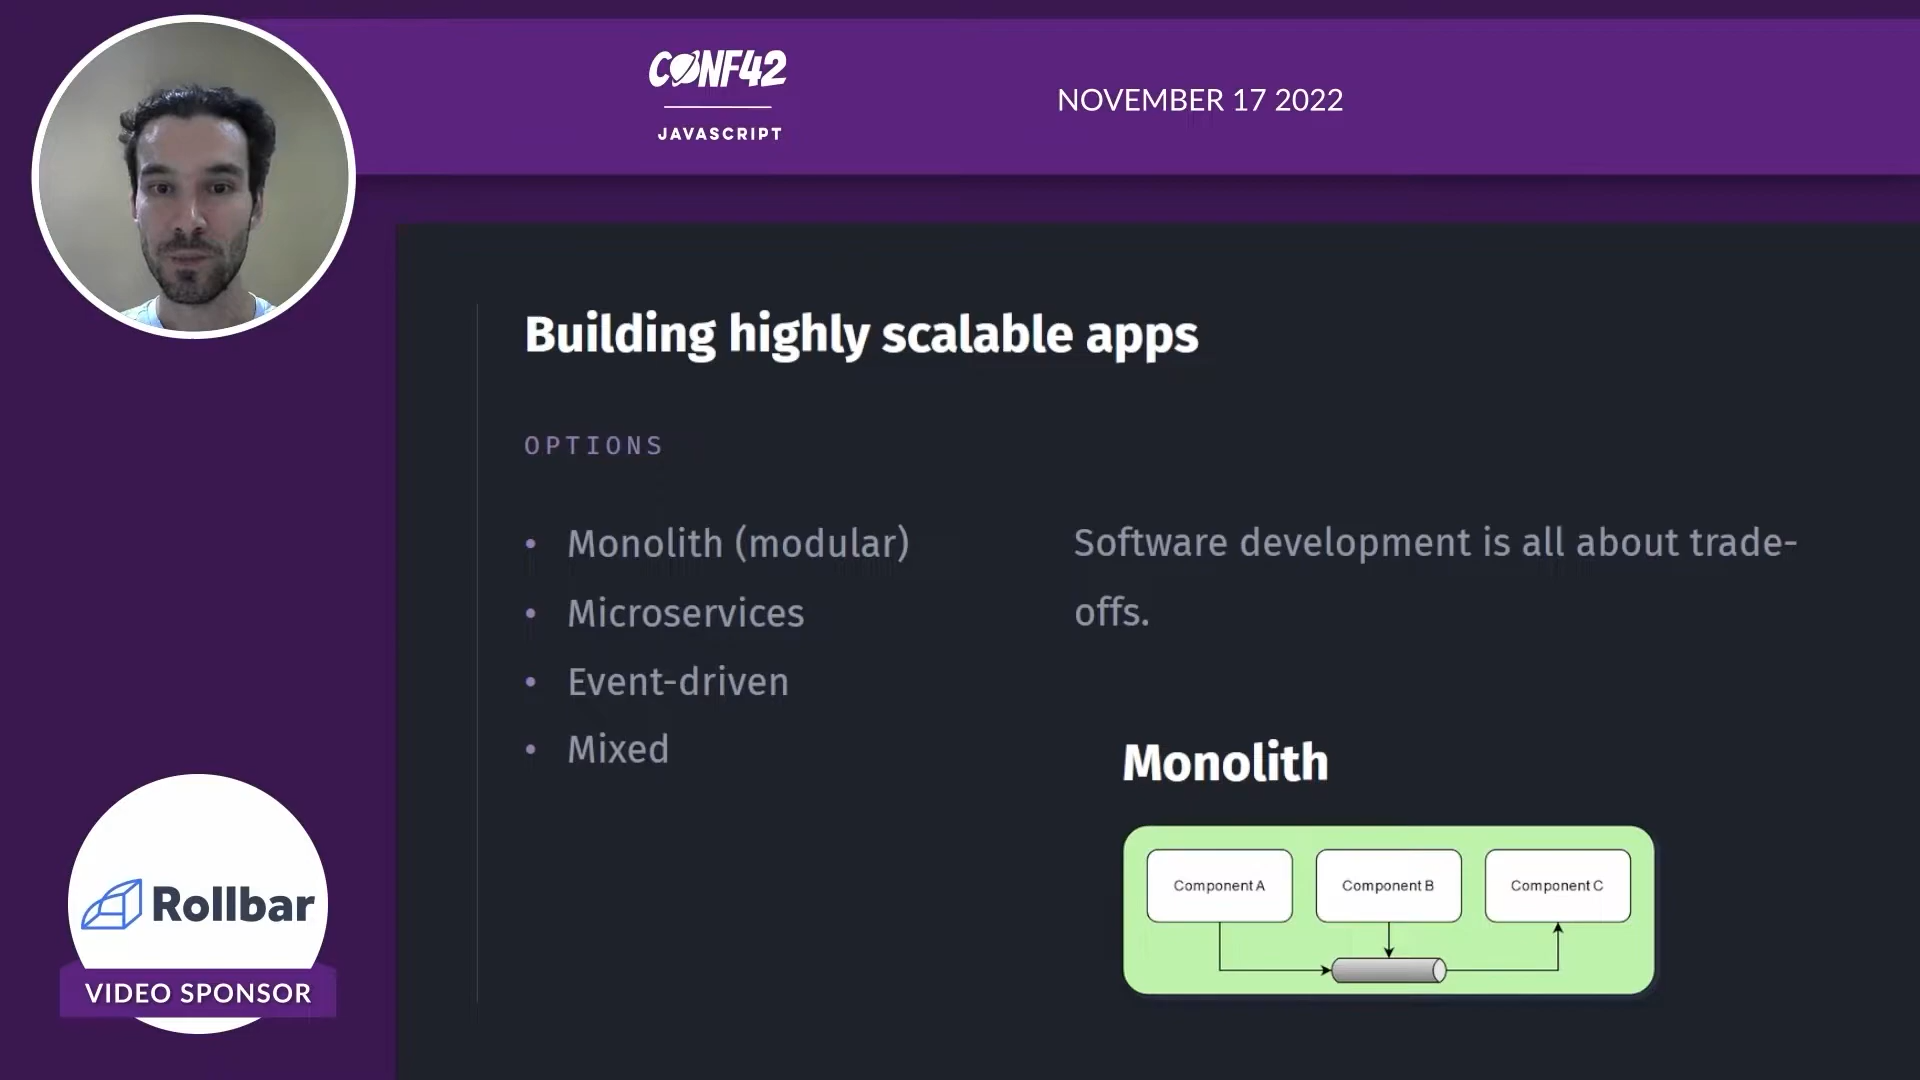 CONF42
JAVASCRIPT
NOVEMBER 17 2022
Building highly scalable apps
OPTIONS
• Monolith (modular)
• Microservices
• Event-driven
• Mixed
Software development is all about trade-
offs.
Monolith
Component A
Component B
Component C
Rollbar
VIDEO SPONSOR